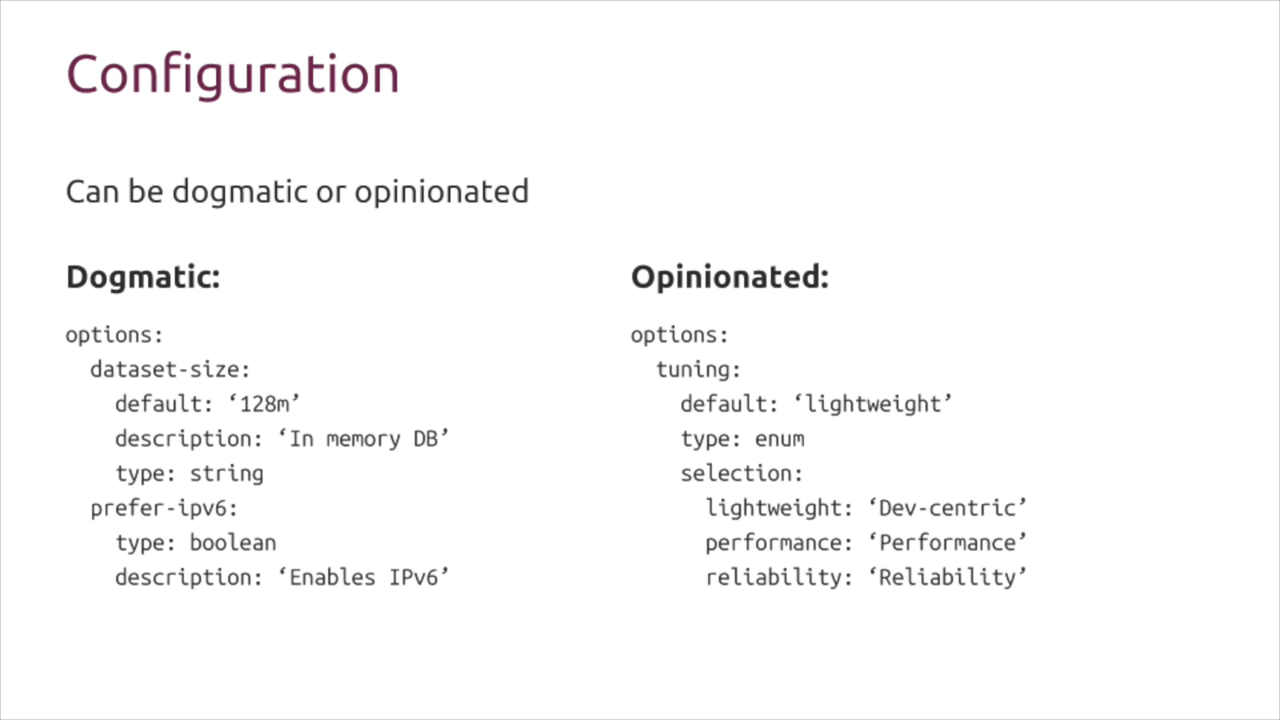 Configuration
Can be dogmatic or opinionated
Dogmatic:
options:
  dataset-size:
    default: ‘128m’
    description: ‘In memory DB’
    type: string
  prefer-ipv6:
    type: boolean
    description: ‘Enables IPv6’
Opinionated:
options:
  tuning:
    default: ‘lightweight’
    type: enum
    selection:
      lightweight: ‘Dev-centric’
      performance: ‘Performance’
      reliability: ‘Reliability’